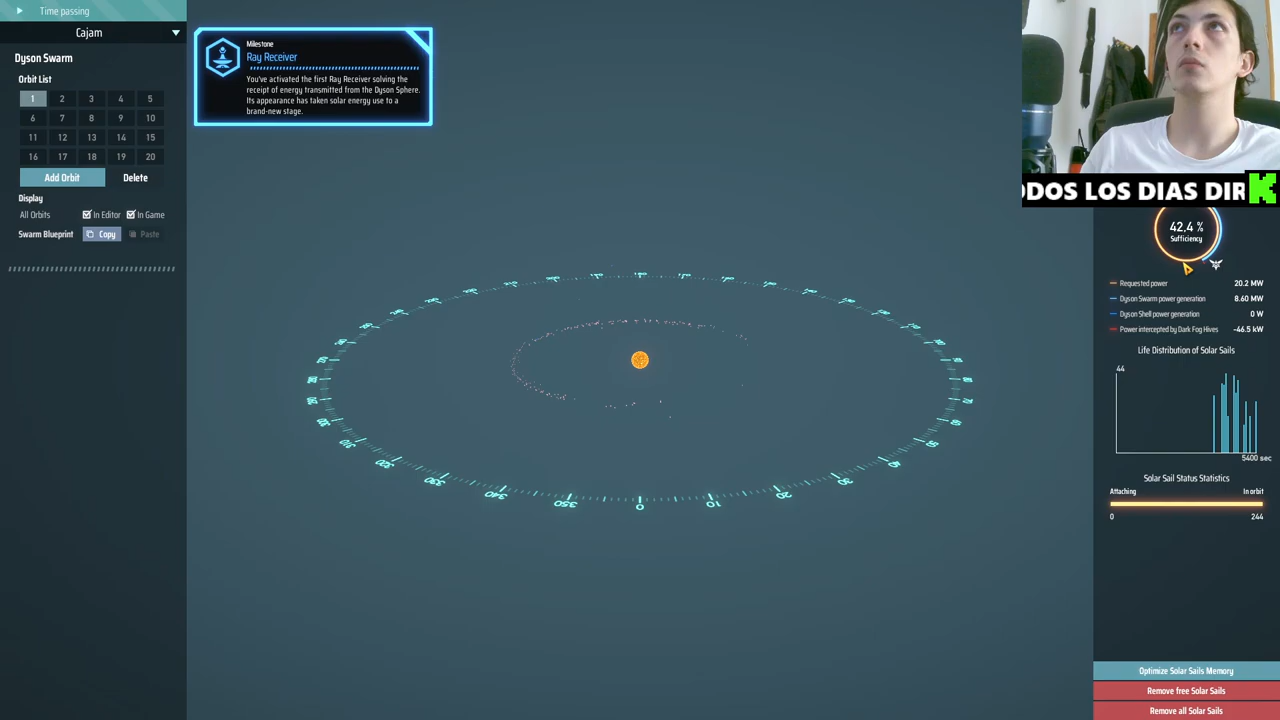 Time passing
Cajam
Dyson Swarm
Orbit List
1 2 3 4 5
6 7 8 9 10
11 12 13 14 15
16 17 18 19 20
Add Orbit Delete
Display
All Orbits In Editor In Game
Swarm Blueprint Copy Paste
Milestone
Ray Receiver
You've activated the first Ray Receiver solving the
receipt of energy transmitted from the Dyson Sphere.
Its appearance has taken solar energy use to a
brand-new stage.
ODOS LOS DIAS DIR K
42,4 %
Sufficiency
Requested power 20.2 MW
Dyson Swarm power generation 8.60 MW
Dyson Shell power generation 0 W
Power intercepted by Dark Fog Hives -46.5 kW
Life Distribution of Solar Sails
44
5400 sec
Solar Sail Status Statistics
Attaching In orbit
0 244
350 0 10 20 30
Optimize Solar Sails Memory
Remove free Solar Sails
Remove all Solar Sails